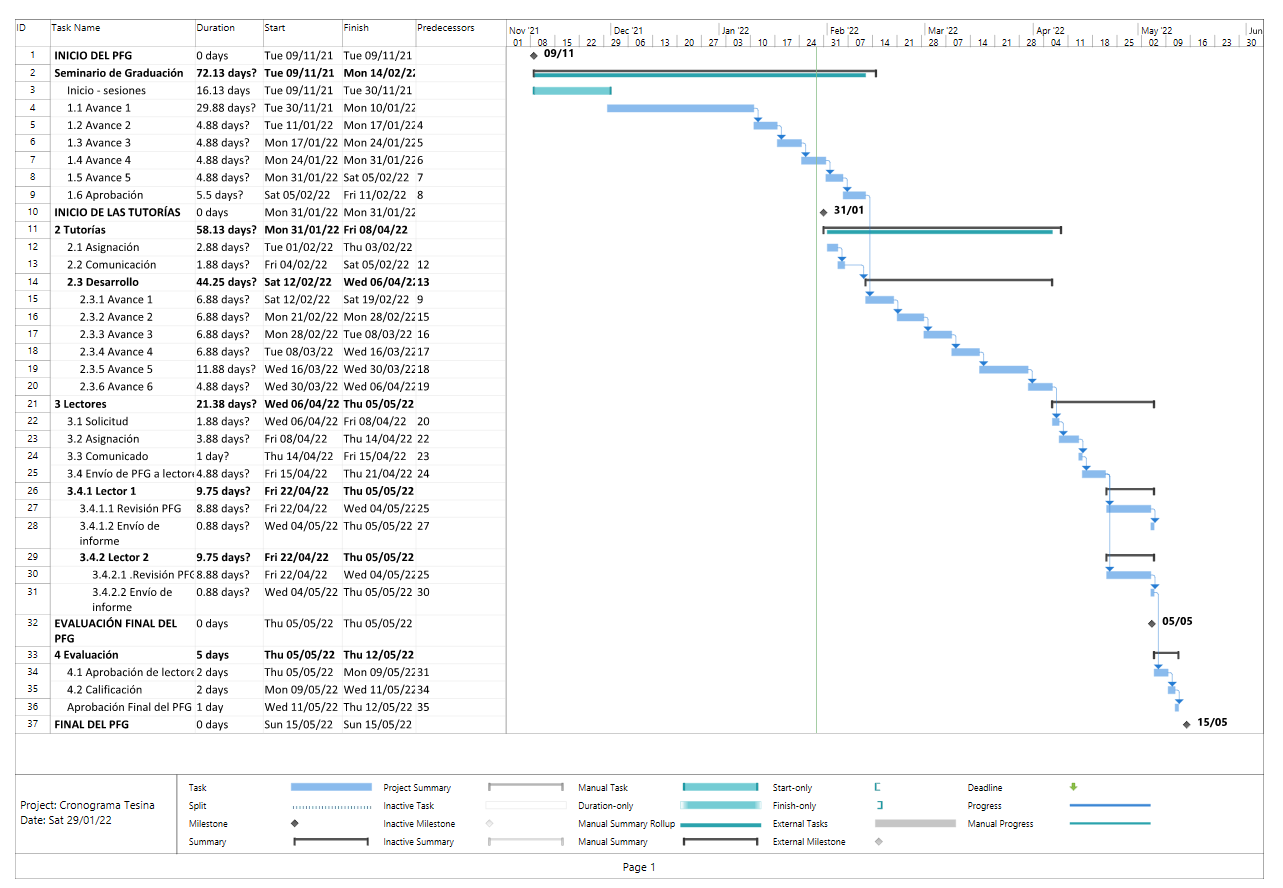 ID Task Name Duration Start Finish Predecessors
Nov '21 Dec '21 Jan '22 Feb '22 Mar '22 Apr '22 May '22 Jun
01 08 15 22 29 06 13 20 27 03 10 17 24 31 07 14 21 28 07 14 21 28 04 11 18 25 02 09 16 23 30
1 INICIO DEL PFG 0 days Tue 09/11/21 Tue 09/11/21 09/11
2 Seminario de Graduación 72.13 days? Tue 09/11/21 Mon 14/02/22
3 Inicio - sesiones 16.13 days Tue 09/11/21 Tue 30/11/21
4 1.1 Avance 1 29.88 days? Tue 30/11/21 Mon 10/01/22
5 1.2 Avance 2 4.88 days? Tue 11/01/22 Mon 17/01/22 4
6 1.3 Avance 3 4.88 days? Mon 17/01/22 Mon 24/01/22 5
7 1.4 Avance 4 4.88 days? Mon 24/01/22 Mon 31/01/22 6
8 1.5 Avance 5 4.88 days? Mon 31/01/22 Sat 05/02/22 7
9 1.6 Aprobación 5.5 days? Sat 05/02/22 Fri 11/02/22 8
10 INICIO DE LAS TUTORÍAS 0 days Mon 31/01/22 Mon 31/01/22 31/01
11 2 Tutorías 58.13 days? Mon 31/01/22 Fri 08/04/22
12 2.1 Asignación 2.88 days? Tue 01/02/22 Thu 03/02/22
13 2.2 Comunicación 1.88 days? Fri 04/02/22 Sat 05/02/22 12
14 2.3 Desarrollo 44.25 days? Sat 12/02/22 Wed 06/04/22 13
15 2.3.1 Avance 1 6.88 days? Sat 12/02/22 Sat 19/02/22 9
16 2.3.2 Avance 2 6.88 days? Mon 21/02/22 Mon 28/02/22 15
17 2.3.3 Avance 3 6.88 days? Mon 28/02/22 Tue 08/03/22 16
18 2.3.4 Avance 4 6.88 days? Tue 08/03/22 Wed 16/03/22 17
19 2.3.5 Avance 5 11.88 days? Wed 16/03/22 Wed 30/03/22 18
20 2.3.6 Avance 6 4.88 days? Wed 30/03/22 Wed 06/04/22 19
21 3 Lectores 21.38 days? Wed 06/04/22 Thu 05/05/22
22 3.1 Solicitud 1.88 days? Wed 06/04/22 Fri 08/04/22 20
23 3.2 Asignación 3.88 days? Fri 08/04/22 Thu 14/04/22 22
24 3.3 Comunicado 1 day? Thu 14/04/22 Fri 15/04/22 23
25 3.4 Envío de PFG a lectore 4.88 days? Fri 15/04/22 Thu 21/04/22 24
26 3.4.1 Lector 1 9.75 days? Fri 22/04/22 Thu 05/05/22
27 3.4.1.1 Revisión PFG 8.88 days? Fri 22/04/22 Wed 04/05/22 25
28 3.4.1.2 Envío de 0.88 days? Wed 04/05/22 Thu 05/05/22 27
informe
29 3.4.2 Lector 2 9.75 days? Fri 22/04/22 Thu 05/05/22
30 3.4.2.1 .Revisión PFG 8.88 days? Fri 22/04/22 Wed 04/05/22 25
31 3.4.2.2 Envío de 0.88 days? Wed 04/05/22 Thu 05/05/22 30
informe
32 EVALUACIÓN FINAL DEL 0 days Thu 05/05/22 Thu 05/05/22 05/05
PFG
33 4 Evaluación 5 days Thu 05/05/22 Thu 12/05/22
34 4.1 Aprobación de lectore 2 days Thu 05/05/22 Mon 09/05/22 31
35 4.2 Calificación 2 days Mon 09/05/22 Wed 11/05/22 34
36 Aprobación Final del PFG 1 day Wed 11/05/22 Thu 12/05/22 35
37 FINAL DEL PFG 0 days Sun 15/05/22 Sun 15/05/22 15/05
Project: Cronograma Tesina
Date: Sat 29/01/22
Task Project Summary Manual Task Start-only Deadline
Split Inactive Task Duration-only Finish-only Progress
Milestone Inactive Milestone Manual Summary Rollup External Tasks Manual Progress
Summary Inactive Summary Manual Summary External Milestone
Page 1